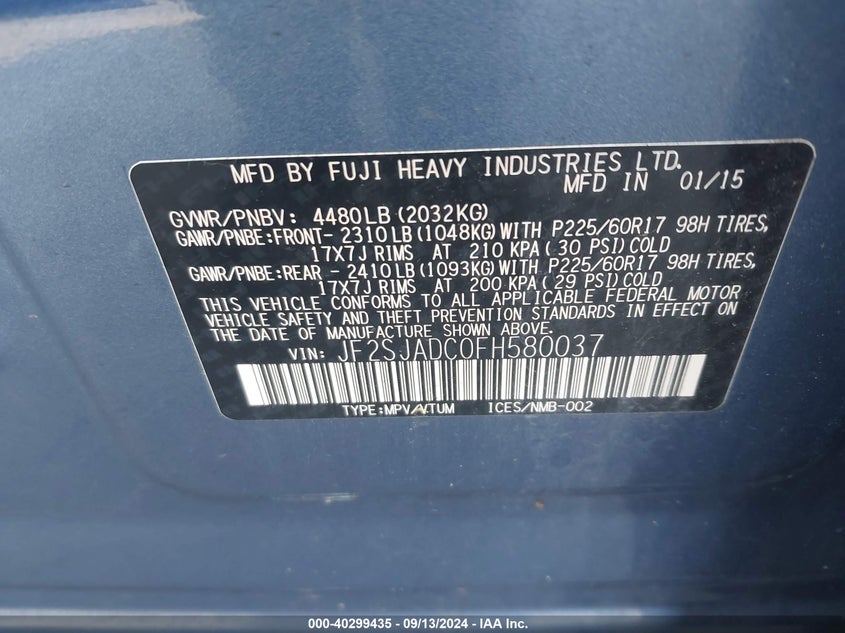 MFD BY FUJI HEAVY INDUSTRIES LTD.
MFD IN 01/15
GVWR/PNBV: 4480LB (2032KG)
GAWR/PNBE:FRONT- 2310LB (1048KG) WITH P225/60R17 98H TIRES,
17X7J RIMS AT 210 KPA( 30 PSI) COLD
GAWR/PNBE:REAR - 2410LB (1093KG) WITH P225/60R17 98H TIRES,
17X7J RIMS AT 200 KPA( 29 PSI) COLD
THIS VEHICLE CONFORMS TO ALL APPLICABLE FEDERAL MOTOR
VEHICLE SAFETY AND THEFT PREVENTION STANDARDS IN EFFECT ON
THE DATE OF MANUFACTURE SHOWN ABOVE.
VIN: JF2SJADC0FH580037
TYPE:MPV/VTUM ICES/NMB-002
000-40299435 - 09/13/2024 - IAA Inc.